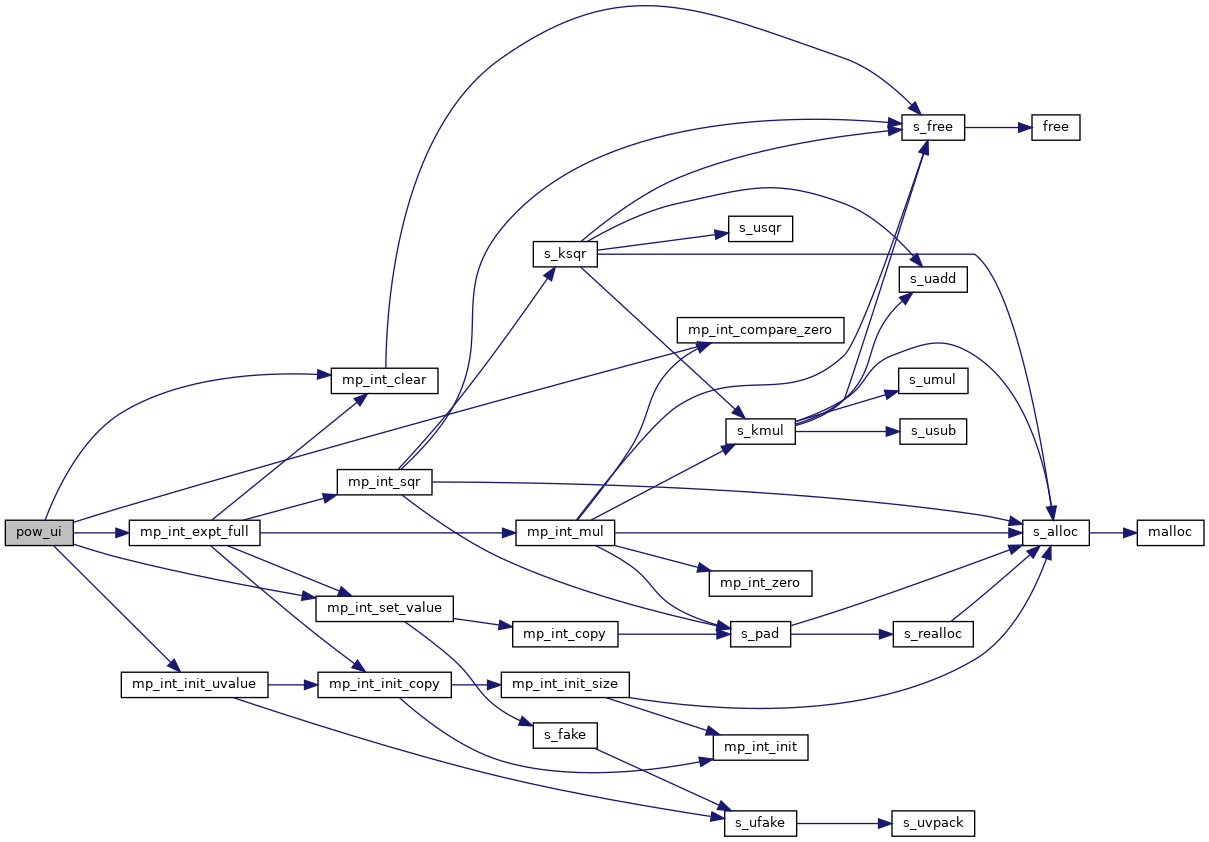 s_free
free
s_usqr
s_ksqr
s_uadd
mp_int_compare_zero
mp_int_clear
s_umul
s_kmul
s_usub
mp_int_sqr
pow_ui
mp_int_expt_full
mp_int_mul
s_alloc
malloc
mp_int_zero
mp_int_set_value
mp_int_copy
s_pad
s_realloc
mp_int_init_uvalue
mp_int_init_copy
mp_int_init_size
s_fake
mp_int_init
s_ufake
s_uvpack